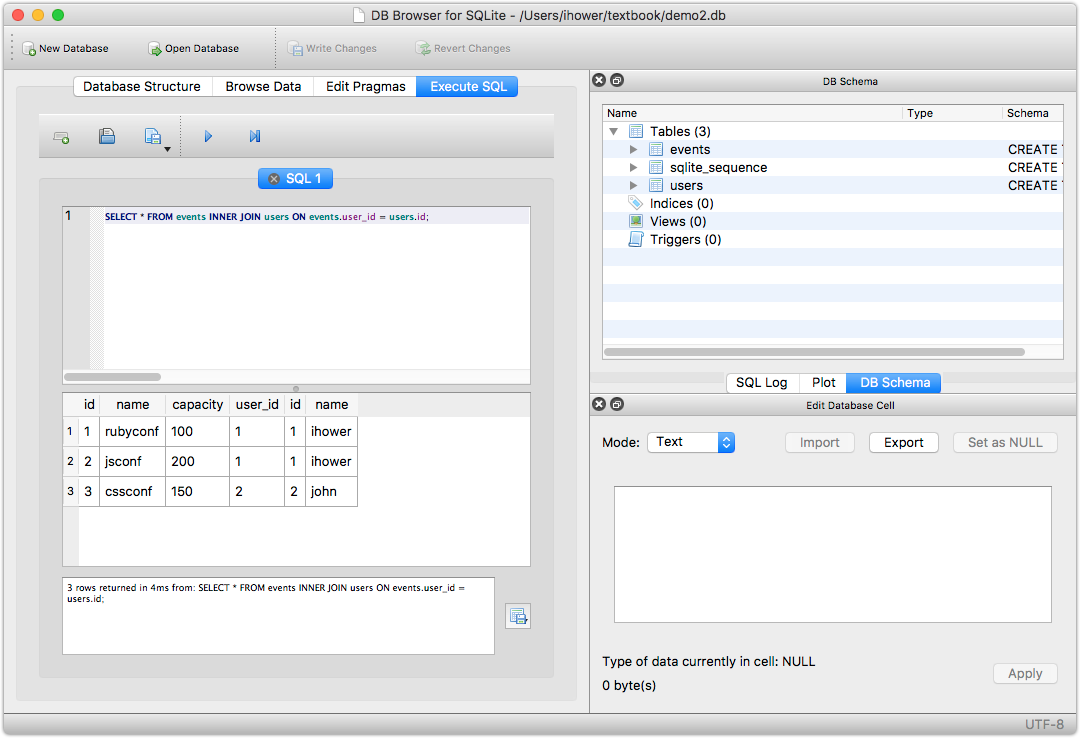 DB Browser for SQLite - /Users/ihower/textbook/demo2.db
New Database Open Database Write Changes Revert Changes
Database Structure Browse Data Edit Pragmas Execute SQL
SQL 1
1 SELECT * FROM events INNER JOIN users ON events.user_id = users.id;
id name capacity user_id id name
1 1 rubyconf 100 1 1 ihower
2 2 jsconf 200 1 1 ihower
3 3 cssconf 150 2 2 john
3 rows returned in 4ms from: SELECT * FROM events INNER JOIN users ON events.user_id =
users.id;
DB Schema
Name Type Schema
Tables (3)
events CREATE
sqlite_sequence CREATE
users CREATE
Indices (0)
Views (0)
Triggers (0)
SQL Log Plot DB Schema
Edit Database Cell
Mode: Text Import Export Set as NULL
Type of data currently in cell: NULL
0 byte(s)
Apply
UTF-8